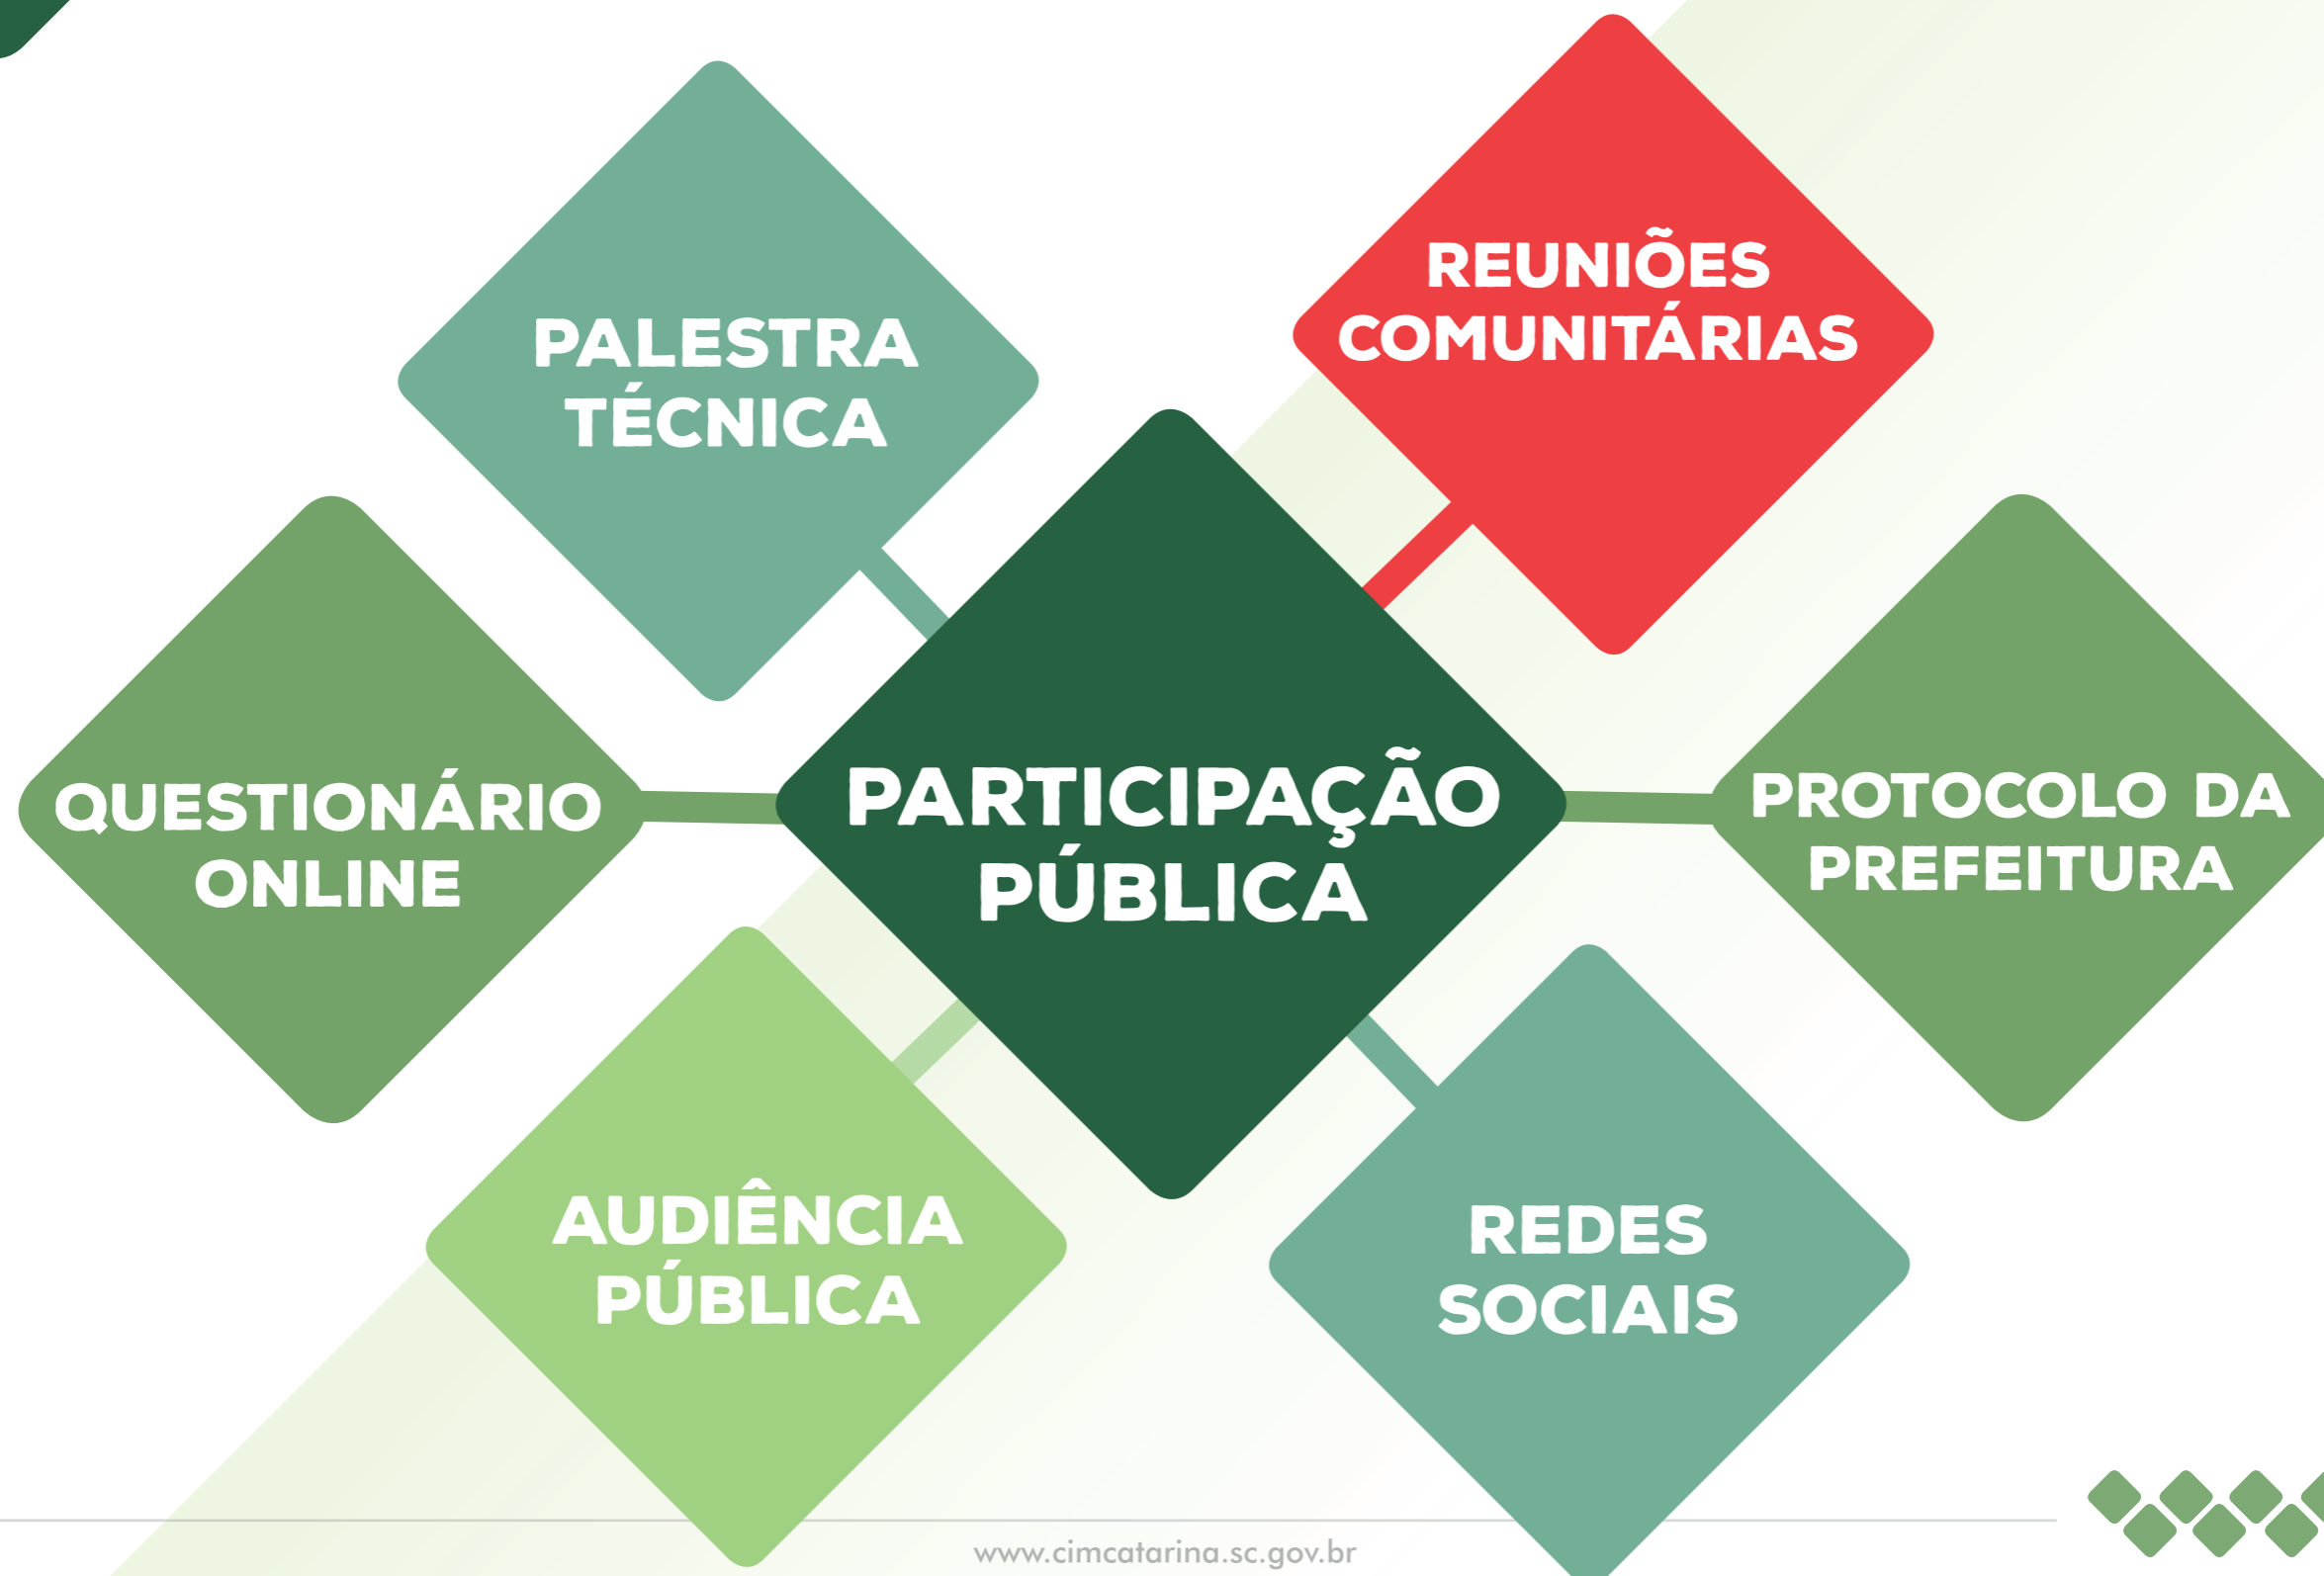 PALESTRA
TÉCNICA
REUNIÕES
COMUNITÁRIAS
QUESTIONÁRIO
ONLINE
PARTICIPAÇÃO
PÚBLICA
PROTOCOLO DA
PREFEITURA
AUDIÊNCIA
PÚBLICA
REDES
SOCIAIS
www.cimcatarina.sc.gov.br